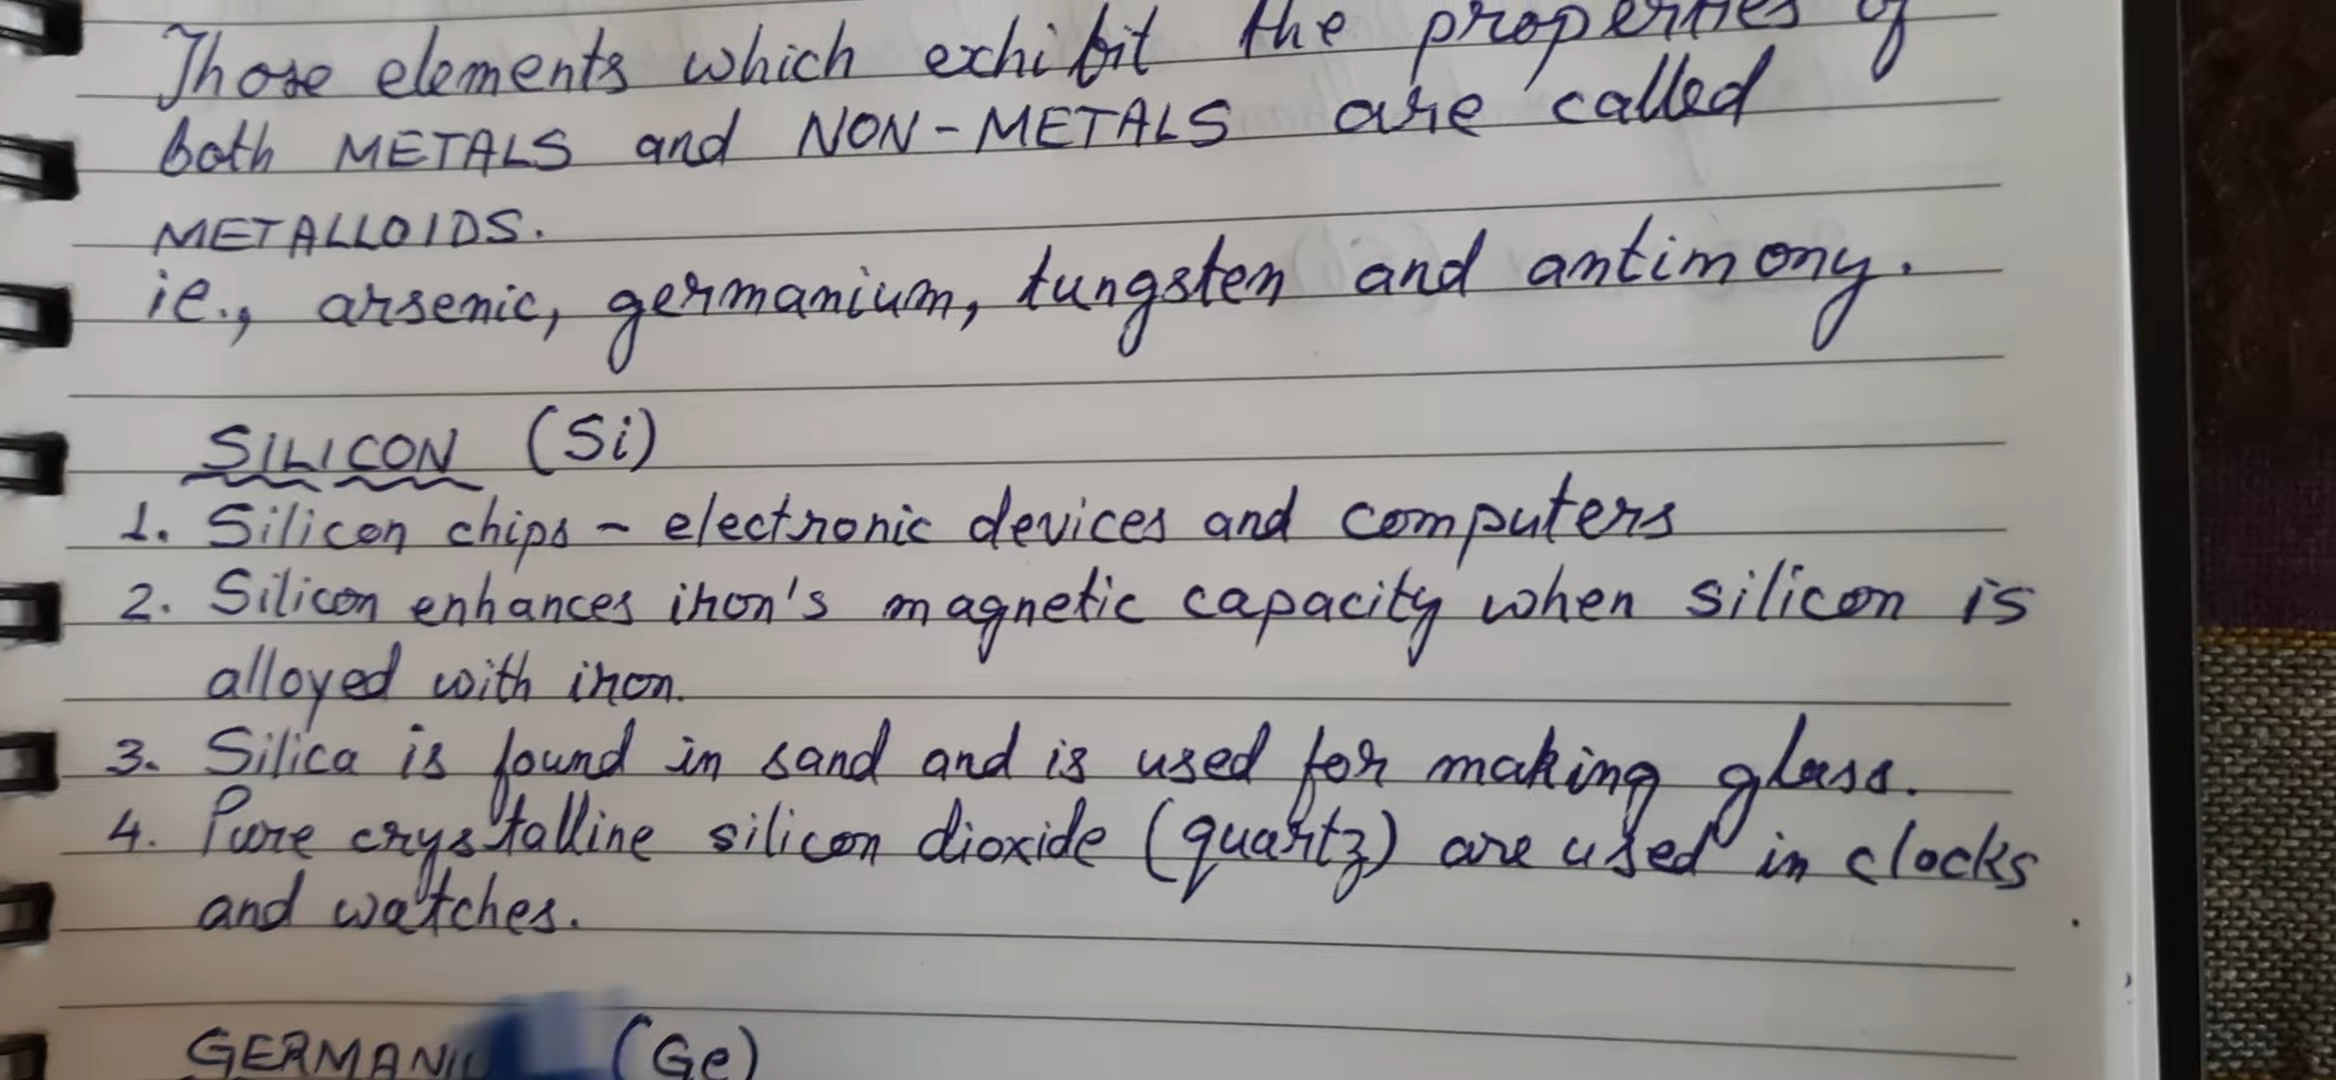 Those elements which exhibit the properties of
both METALS and NON-METALS are called
METALLOIDS.
ie., arsenic, germanium, tungsten and antimony.
SILICON (Si)
1. Silicon chips - electronic devices and computers
2. Silicon enhances iron's magnetic capacity when silicon is
alloyed with iron.
3. Silica is found in sand and is used for making glass.
4. Pure crystalline silicon dioxide (quartz) are used in clocks
and watches.
(Ge)